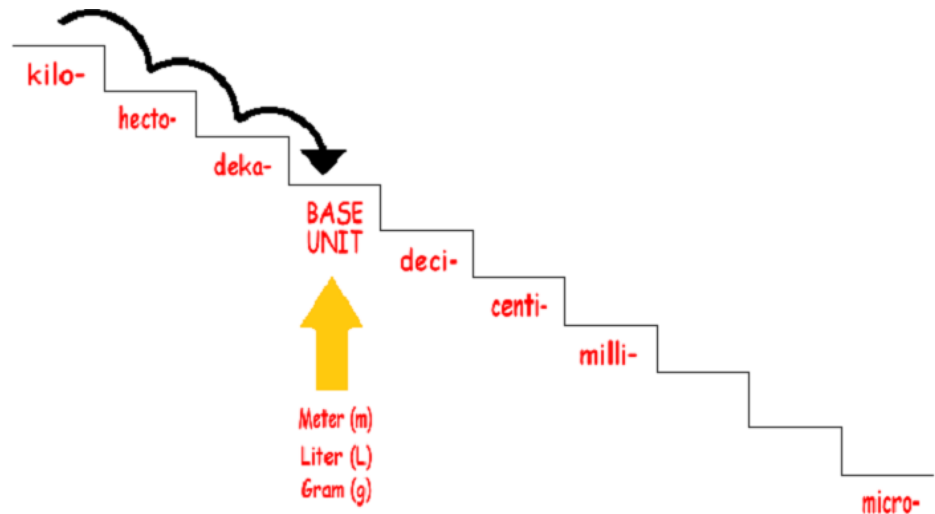 kilo-
hecto-
deka-
BASE
UNIT
deci-
centi-
milli-
micro-
Meter (m)
Liter (L)
Gram (g)